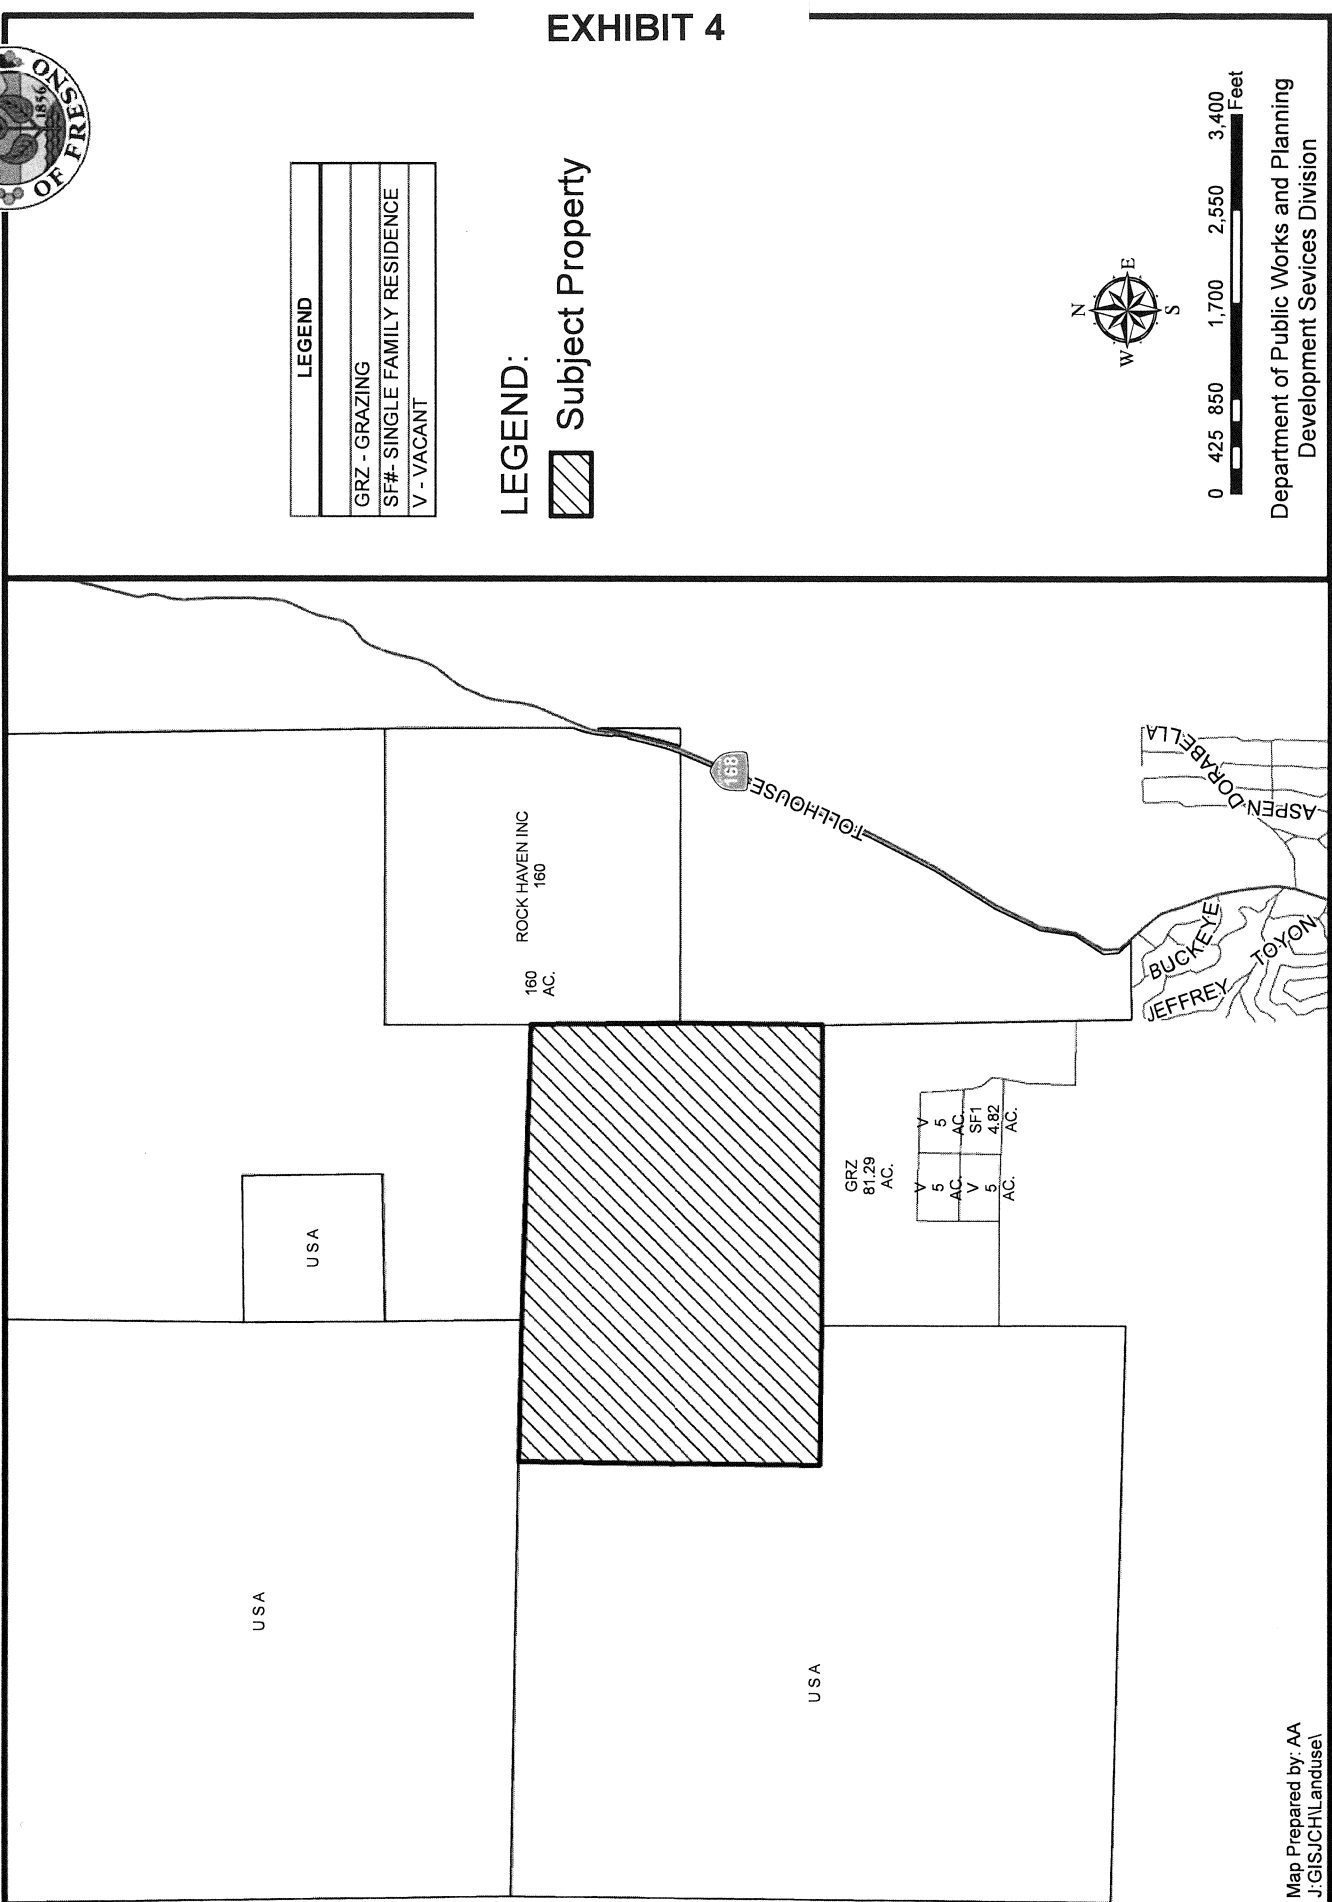 EXHIBIT 4
OF FRESNO
1856
LEGEND
GRZ - GRAZING
SF#- SINGLE FAMILY RESIDENCE
V - VACANT
LEGEND:
Subject Property
N
W
E
S
0 425 850 1,700 2,550 3,400
Feet
Department of Public Works and Planning
Development Sevices Division
USA
USA
USA
ROCK HAVEN INC
160
160
AC.
168
TOLLHOUSE
GRZ
81.29
AC.
V
5
AC.
V
5
AC.
V
5
AC.
SF1
4.82
AC.
BUCKEYE
JEFFREY
TOYON
ASPEN
DORABELLA
Map Prepared by: AA
J:GISJCH\Landuse\